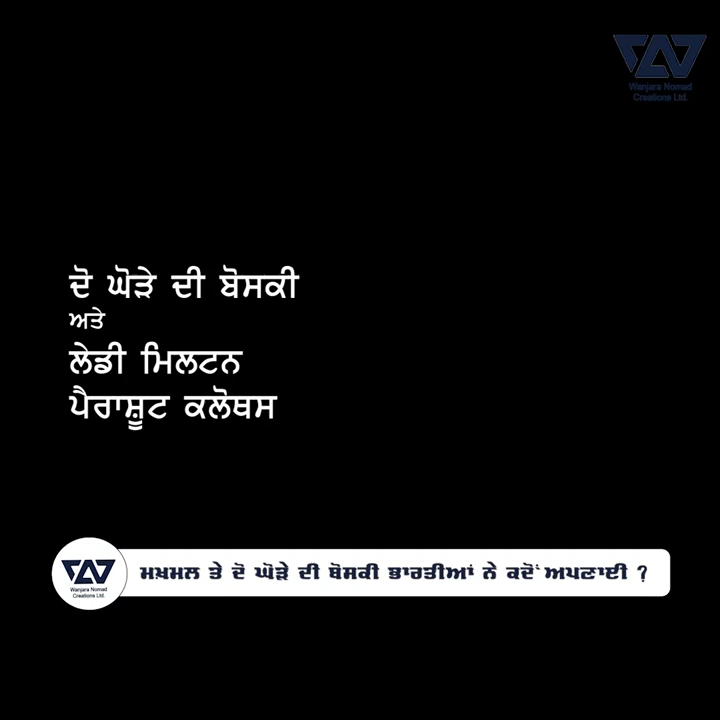 Wanjara Nomad
Creations Ltd.
ਦੋ ਘੋੜੇ ਦੀ ਬੋਸਕੀ
ਅਤੇ
ਲੇਡੀ ਮਿਲਟਨ
ਪੈਰਾਸ਼ੂਟ ਕਲੋਥਸ
ਮਖ਼ਮਲ ਤੇ ਦੋ ਘੋੜੇ ਦੀ ਬੋਸਕੀ ਭਾਰਤੀਆਂ ਨੇ ਕਦੋਂ ਅਪਣਾਈ ?
Wanjara Nomad
Creations Ltd.